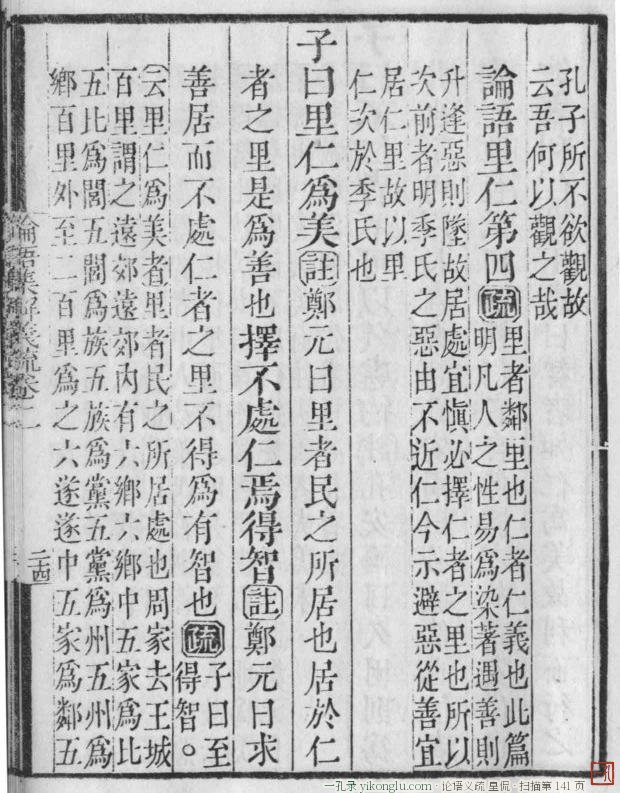 孔子所不欲觀故
云吾何以觀之哉
論語里仁第四疏里者鄰里也仁者仁義也此篇
明凡人之性易爲染著遇善則
升逢惡則墜故居處宜愼必擇仁者之里也所以
次前者明季氏之惡由不近仁今示避惡從善宜
居仁里故以里
仁次於季氏也
子曰里仁爲美註鄭元曰里者民之所居也居於仁
者之里是爲善也擇不處仁焉得智註鄭元曰求
善居而不處仁者之里不得爲有智也疏子曰至
得智。
云里仁爲美者里者民之所居處也周家去王城
百里謂之遠郊遠郊内有六鄉六鄉中五家爲比
五比爲閭五閭爲族五族爲黨五黨爲州五州爲
鄉百里外至二百里爲之六遂遂中五家爲鄰五
論語集解義疏卷二
二十四
一孔录 yikonglu.com · 论语义疏/皇侃 · 扫描第 141 页